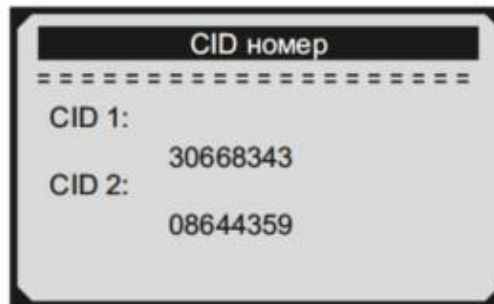 CID номер
= = = = = = = = = = = = = = = = = = = =
CID 1:
30668343
CID 2:
08644359